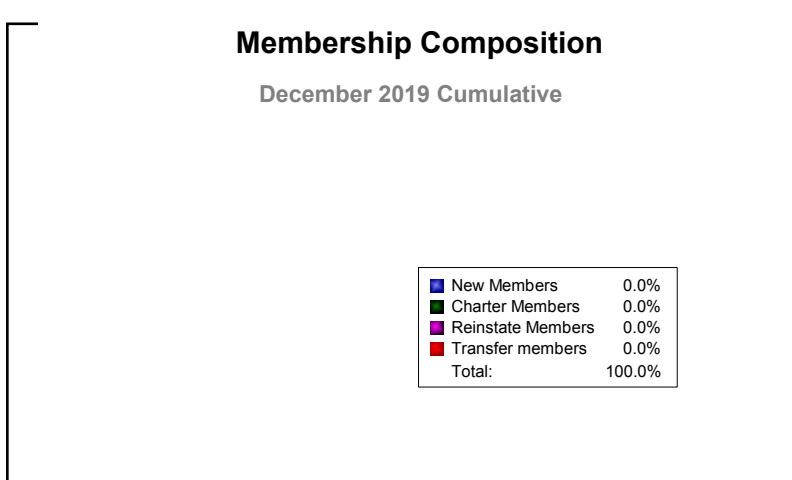 Membership Composition
December 2019 Cumulative
New Members 0.0%
Charter Members 0.0%
Reinstate Members 0.0%
Transfer members 0.0%
Total: 100.0%